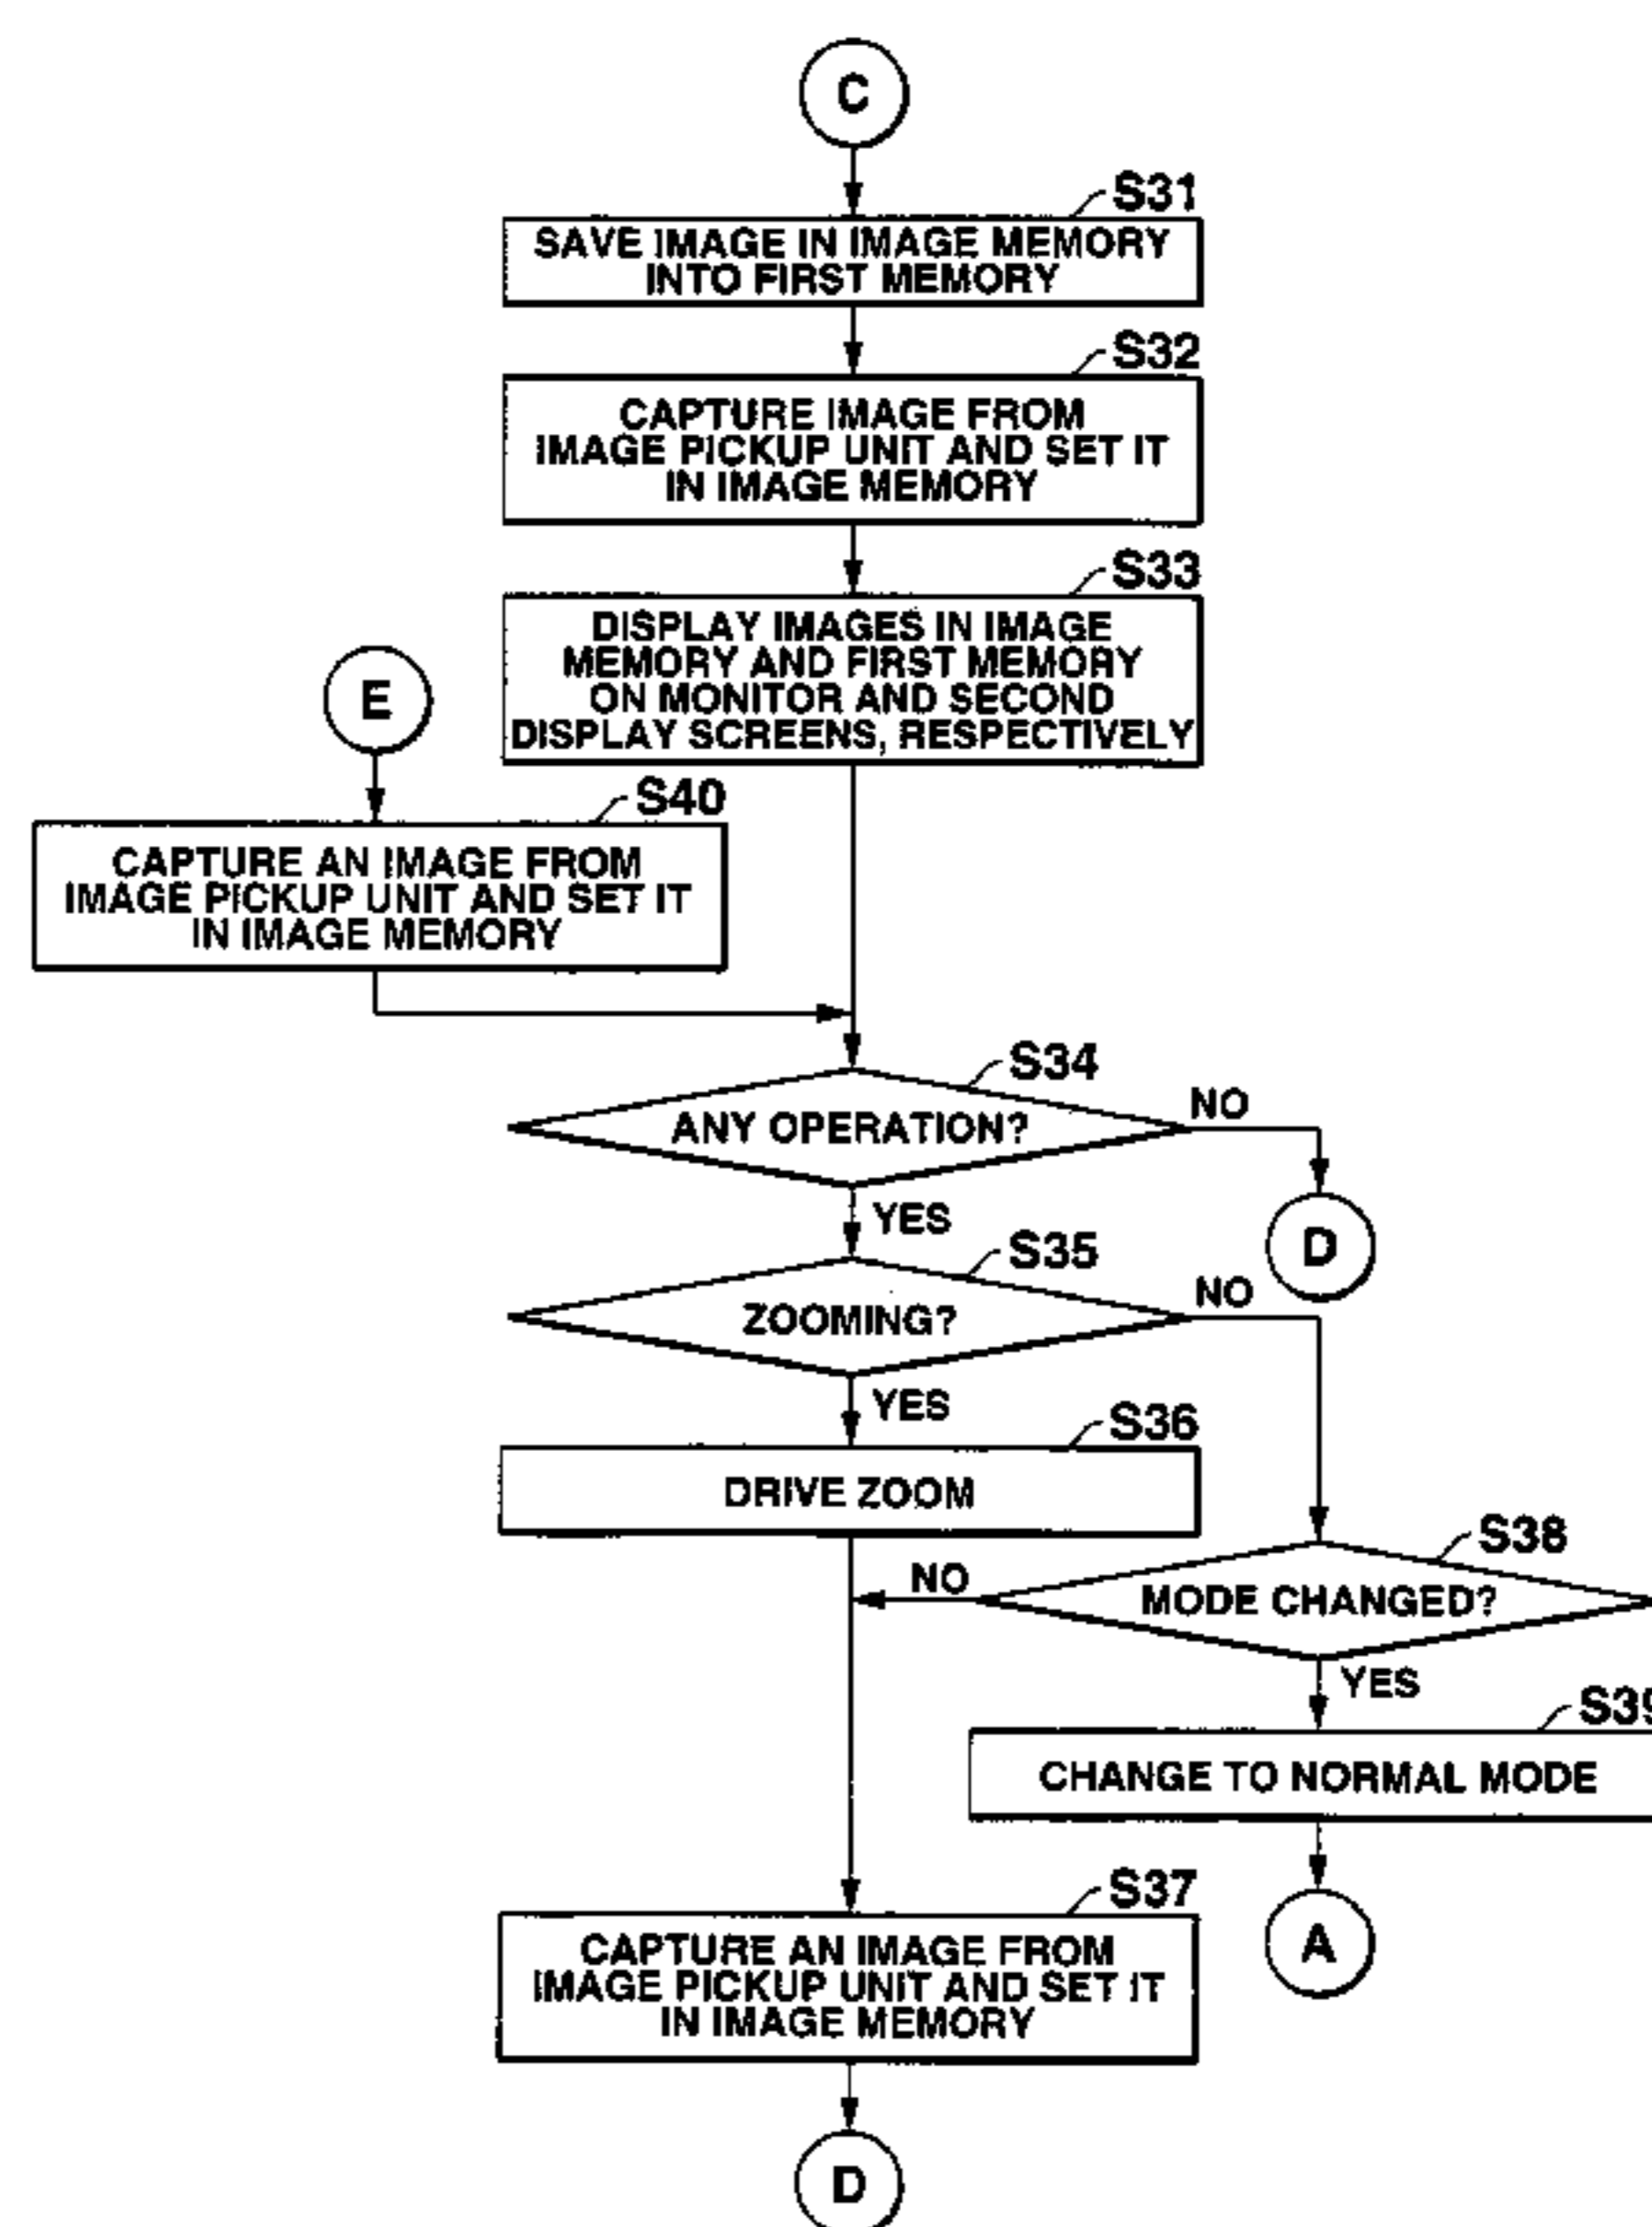 C
S31
SAVE IMAGE IN IMAGE MEMORY
INTO FIRST MEMORY
S32
CAPTURE IMAGE FROM
IMAGE PICKUP UNIT AND SET IT
IN IMAGE MEMORY
S33
DISPLAY IMAGES IN IMAGE
MEMORY AND FIRST MEMORY
ON MONITOR AND SECOND
DISPLAY SCREENS, RESPECTIVELY
E
S40
CAPTURE AN IMAGE FROM
IMAGE PICKUP UNIT AND SET IT
IN IMAGE MEMORY
S34
ANY OPERATION?
NO
YES
D
S35
ZOOMING?
NO
YES
S36
DRIVE ZOOM
S38
MODE CHANGED?
NO
YES
S39
CHANGE TO NORMAL MODE
A
S37
CAPTURE AN IMAGE FROM
IMAGE PICKUP UNIT AND SET IT
IN IMAGE MEMORY
D